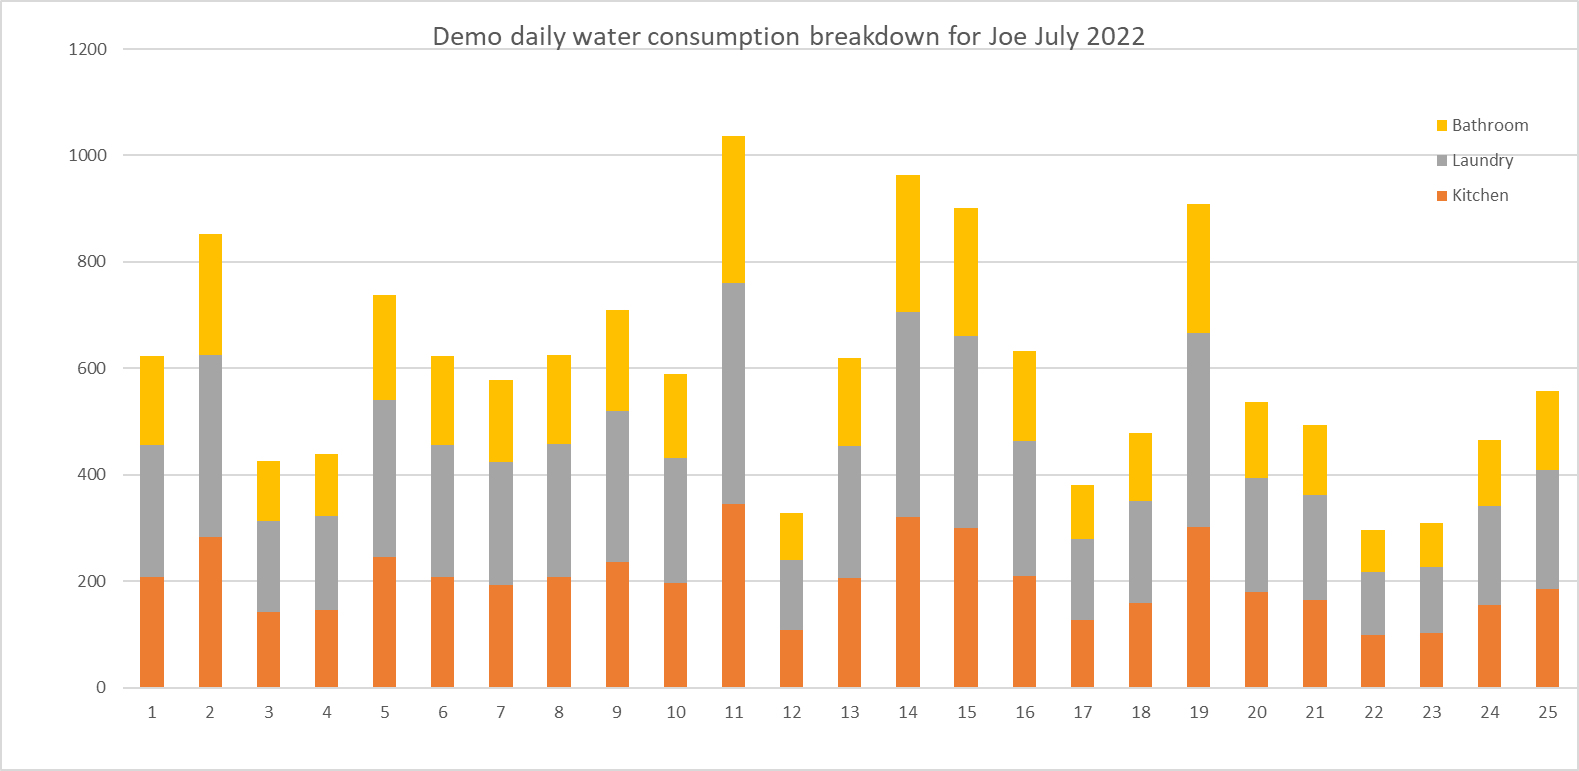 Demo daily water consumption breakdown for Joe July 2022
1200
1000
800
600
400
200
0
Bathroom
Laundry
Kitchen
1 2 3 4 5 6 7 8 9 10 11 12 13 14 15 16 17 18 19 20 21 22 23 24 25